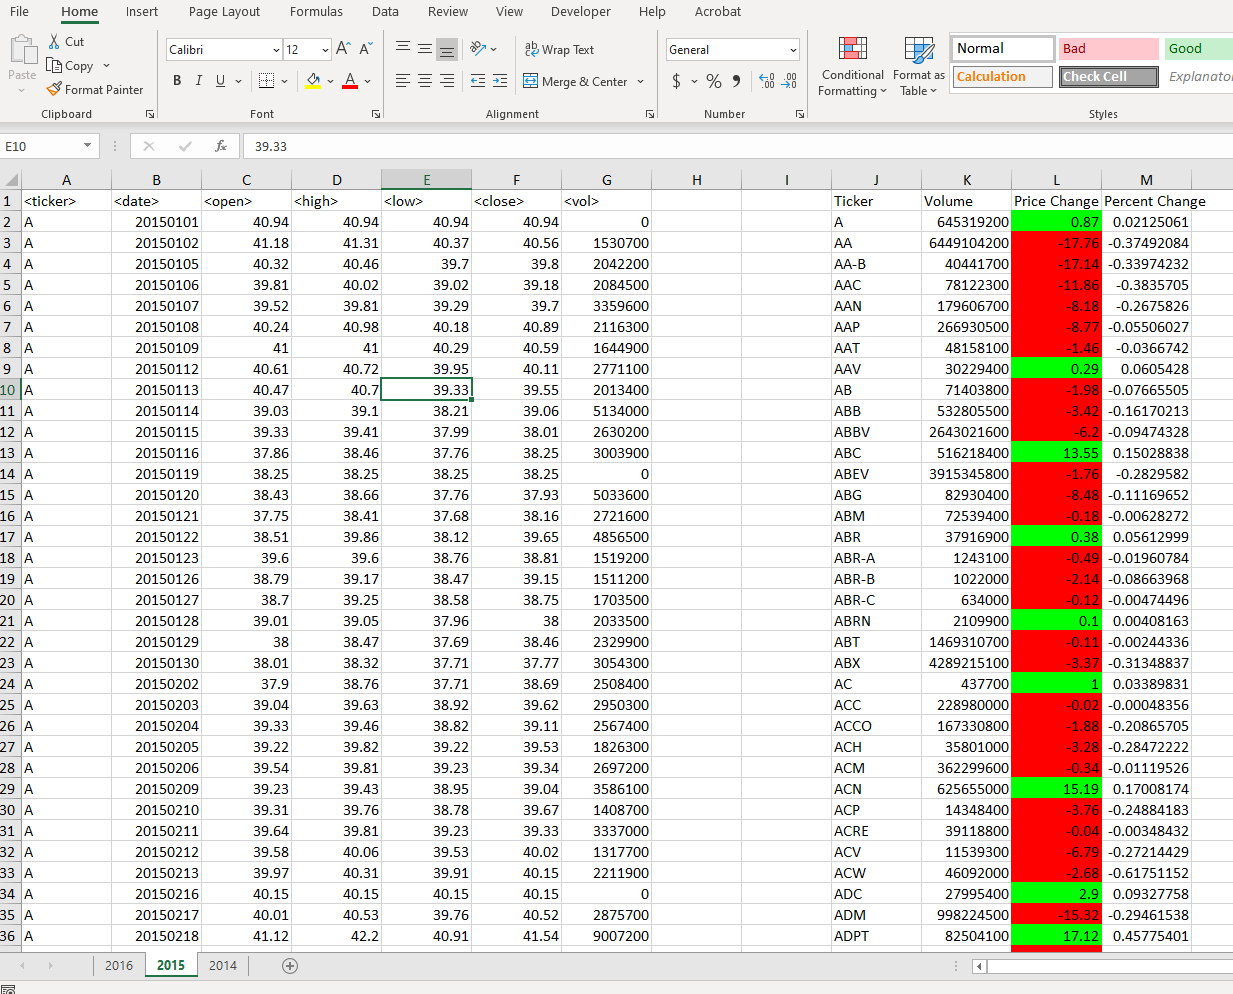 File Home Insert Page Layout Formulas Data Review View Developer Help Acrobat
Paste Cut Copy Format Painter
Calibri 12 A A
B I U A
ab Wrap Text
Merge & Center
General
$ % 9 .00 .00
Conditional Formatting Format as Table
Normal Bad Good
Calculation Check Cell Explanator
Clipboard Font Alignment Number Styles
E10 fx 39.33
A B C D E F G H I J K L M
1 <ticker> <date> <open> <high> <low> <close> <vol> Ticker Volume Price Change Percent Change
2 A 20150101 40.94 40.94 40.94 40.94 0 A 645319200 0.87 0.02125061
3 A 20150102 41.18 41.31 40.37 40.56 1530700 AA 6449104200 -17.76 -0.37492084
4 A 20150105 40.32 40.46 39.7 39.8 2042200 AA-B 40441700 -17.14 -0.33974232
5 A 20150106 39.81 40.02 39.02 39.18 2084500 AAC 78122300 -11.86 -0.3835705
6 A 20150107 39.52 39.81 39.29 39.7 3359600 AAN 179606700 -8.18 -0.2675826
7 A 20150108 40.24 40.98 40.18 40.89 2116300 AAP 266930500 -8.77 -0.05506027
8 A 20150109 41 41 40.29 40.59 1644900 AAT 48158100 -1.46 -0.0366742
9 A 20150112 40.61 40.72 39.95 40.11 2771100 AAV 30229400 0.29 0.0605428
10 A 20150113 40.47 40.7 39.33 39.55 2013400 AB 71403800 -1.98 -0.07665505
11 A 20150114 39.03 39.1 38.21 39.06 5134000 ABB 532805500 -3.42 -0.16170213
12 A 20150115 39.33 39.41 37.99 38.01 2630200 ABBV 2643021600 -6.2 -0.09474328
13 A 20150116 37.86 38.46 37.76 38.25 3003900 ABC 516218400 13.55 0.15028838
14 A 20150119 38.25 38.25 38.25 38.25 0 ABEV 3915345800 -1.76 -0.2829582
15 A 20150120 38.43 38.66 37.76 37.93 5033600 ABG 82930400 -8.48 -0.11169652
16 A 20150121 37.75 38.41 37.68 38.16 2721600 ABM 72539400 -0.18 -0.00628272
17 A 20150122 38.51 39.86 38.12 39.65 4856500 ABR 37916900 0.38 0.05612999
18 A 20150123 39.6 39.6 38.76 38.81 1519200 ABR-A 1243100 -0.49 -0.01960784
19 A 20150126 38.79 39.17 38.47 39.15 1511200 ABR-B 1022000 -2.14 -0.08663968
20 A 20150127 38.7 39.25 38.58 38.75 1703500 ABR-C 634000 -0.12 -0.00474496
21 A 20150128 39.01 39.05 37.96 38 2033500 ABRN 2109900 0.1 0.00408163
22 A 20150129 38 38.47 37.69 38.46 2329900 ABT 1469310700 -0.11 -0.00244336
23 A 20150130 38.01 38.32 37.71 37.77 3054300 ABX 4289215100 -3.37 -0.31348837
24 A 20150202 37.9 38.76 37.71 38.69 2508400 AC 437700 1 0.03389831
25 A 20150203 39.04 39.63 38.92 39.62 2950300 ACC 228980000 -0.02 -0.00048356
26 A 20150204 39.33 39.46 38.82 39.11 2567400 ACCO 167330800 -1.88 -0.20865705
27 A 20150205 39.22 39.82 39.22 39.53 1826300 ACH 35801000 -3.28 -0.28472222
28 A 20150206 39.54 39.81 39.23 39.34 2697200 ACM 362299600 -0.34 -0.01119526
29 A 20150209 39.23 39.43 38.95 39.04 3586100 ACN 625655000 15.19 0.17008174
30 A 20150210 39.31 39.76 38.78 39.67 1408700 ACP 14348400 -3.76 -0.24884183
31 A 20150211 39.64 39.81 39.23 39.33 3337000 ACRE 39118800 -0.04 -0.00348432
32 A 20150212 39.58 40.06 39.53 40.02 1317700 ACV 11539300 -6.79 -0.27214429
33 A 20150213 39.97 40.31 39.91 40.15 2211900 ACW 46092000 -2.68 -0.61751152
34 A 20150216 40.15 40.15 40.15 40.15 0 ADC 27995400 2.9 0.09327758
35 A 20150217 40.01 40.53 39.76 40.52 2875700 ADM 998224500 -15.32 -0.29461538
36 A 20150218 41.12 42.2 40.91 41.54 9007200 ADPT 82504100 17.12 0.45775401
2016 2015 2014